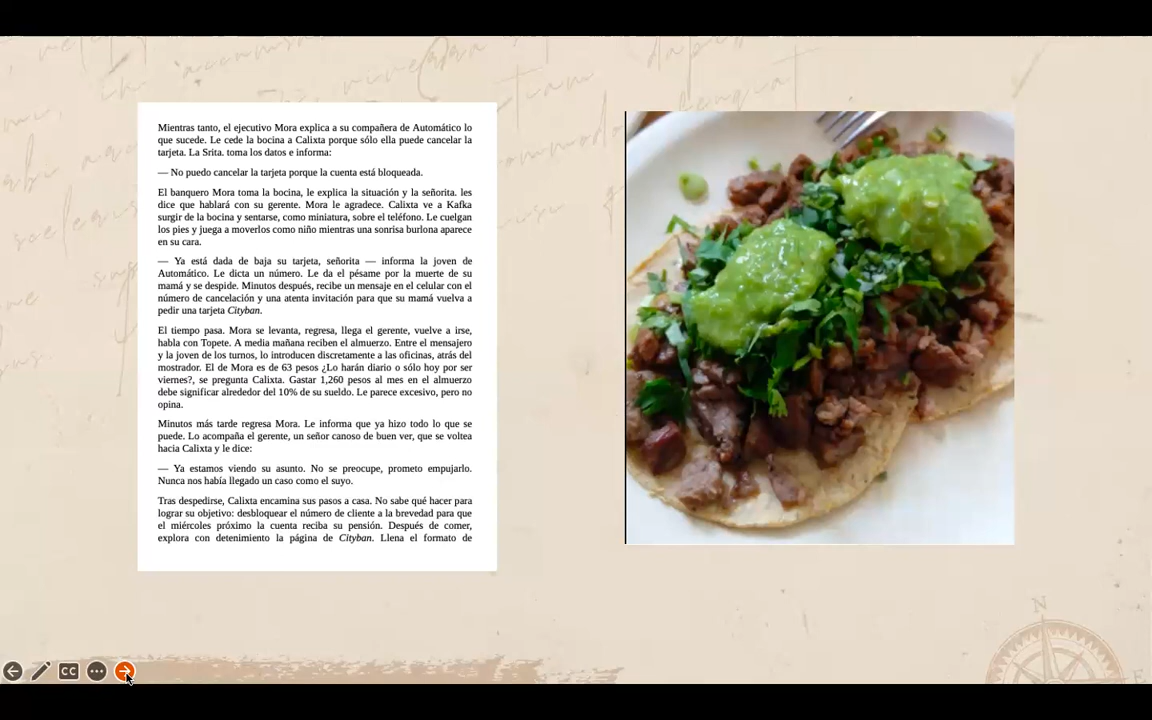 Mientras tanto, el ejecutivo Mora explica a su compañera de Automático lo
que sucede. Le cede la bocina a Calixta porque sólo ella puede cancelar la
tarjeta. La Srita. toma los datos e informa:
— No puedo cancelar la tarjeta porque la cuenta está bloqueada.
El banquero Mora toma la bocina, le explica la situación y la señorita. les
dice que hablará con su gerente. Mora le agradece. Calixta ve a Kafka
surgir de la bocina y sentarse, como miniatura, sobre el teléfono. Le cuelgan
los pies y juega a moverlos como niño mientras una sonrisa burlona aparece
en su cara.
— Ya está dada de baja su tarjeta, señorita — informa la joven de
Automático. Le dicta un número. Le da el pésame por la muerte de su
mamá y se despide. Minutos después, recibe un mensaje en el celular con el
número de cancelación y una atenta invitación para que su mamá vuelva a
pedir una tarjeta Cityban.
El tiempo pasa. Mora se levanta, regresa, llega el gerente, vuelve a irse,
habla con Topete. A media mañana reciben el almuerzo. Entre el mensajero
y la joven de los turnos, lo introducen discretamente a las oficinas, atrás del
mostrador. El de Mora es de 63 pesos ¿Lo harán diario o sólo hoy por ser
viernes?, se pregunta Calixta. Gastar 1,260 pesos al mes en el almuerzo
debe significar alrededor del 10% de su sueldo. Le parece excesivo, pero no
opina.
Minutos más tarde regresa Mora. Le informa que ya hizo todo lo que se
puede. Lo acompaña el gerente, un señor canoso de buen ver, que se voltea
hacia Calixta y le dice:
— Ya estamos viendo su asunto. No se preocupe, prometo empujarlo.
Nunca nos había llegado un caso como el suyo.
Tras despedirse, Calixta encamina sus pasos a casa. No sabe qué hacer para
lograr su objetivo: desbloquear el número de cliente a la brevedad para que
el miércoles próximo la cuenta reciba su pensión. Después de comer,
explora con detenimiento la página de Cityban. Llena el formato de
CC
N
E